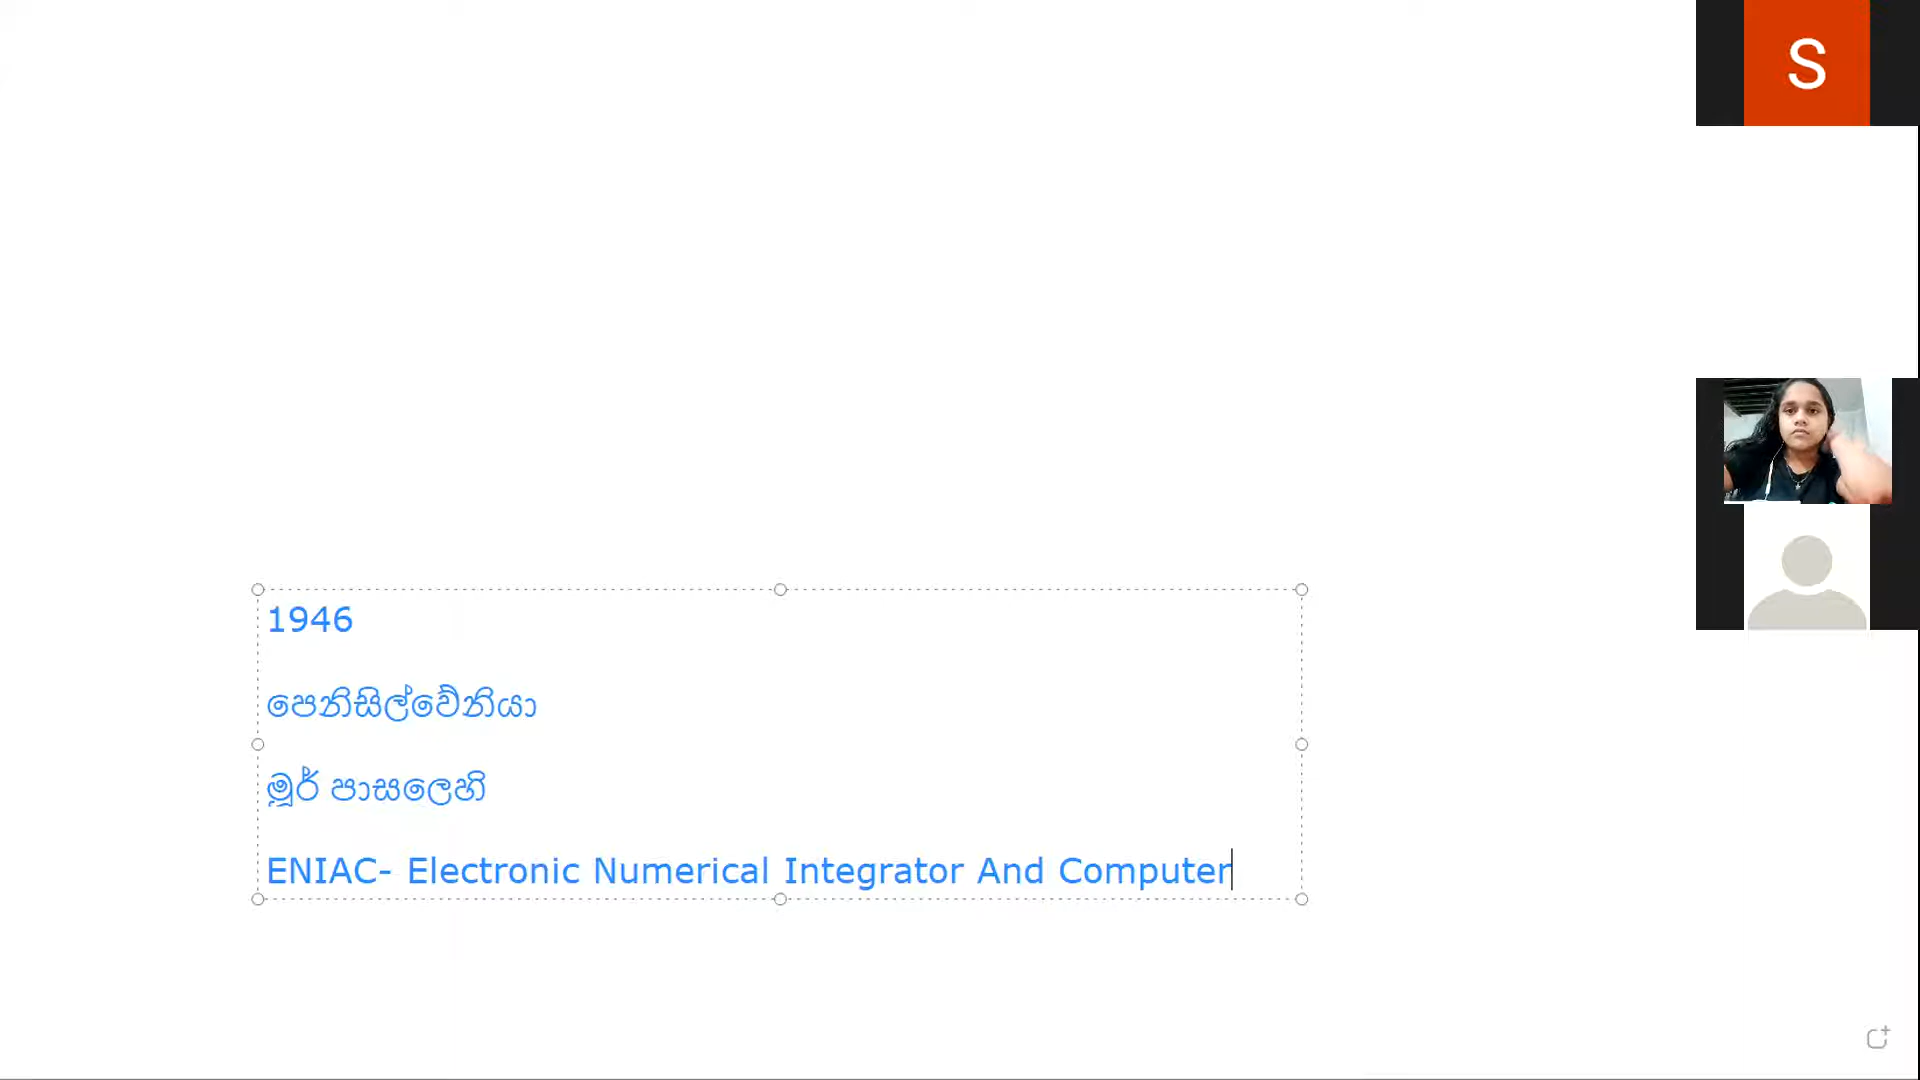 S
1946
පෙනිසිල්වේනියා
මූර් පාසලෙහි
ENIAC- Electronic Numerical Integrator And Computer